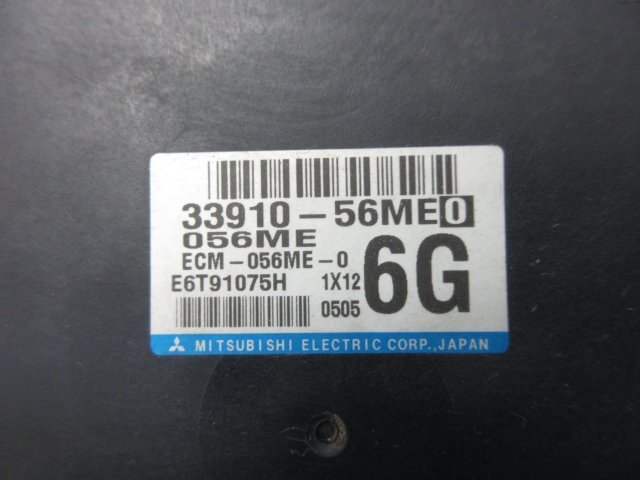 33910-56ME0
056ME
ECM-056ME-0
E6T91075H 1X12 6G
0505
MITSUBISHI ELECTRIC CORP.,JAPAN